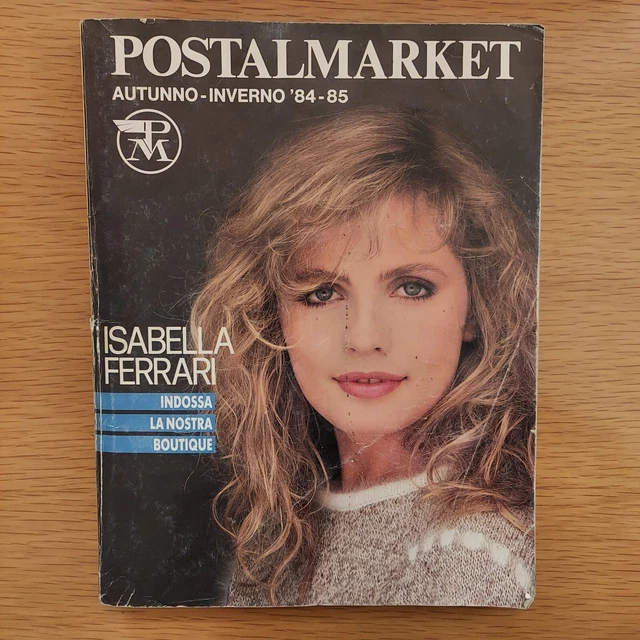 POSTALMARKET
AUTUNNO-INVERNO '84-85
PM
ISABELLA
FERRARI
INDOSSA
LA NOSTRA
BOUTIQUE